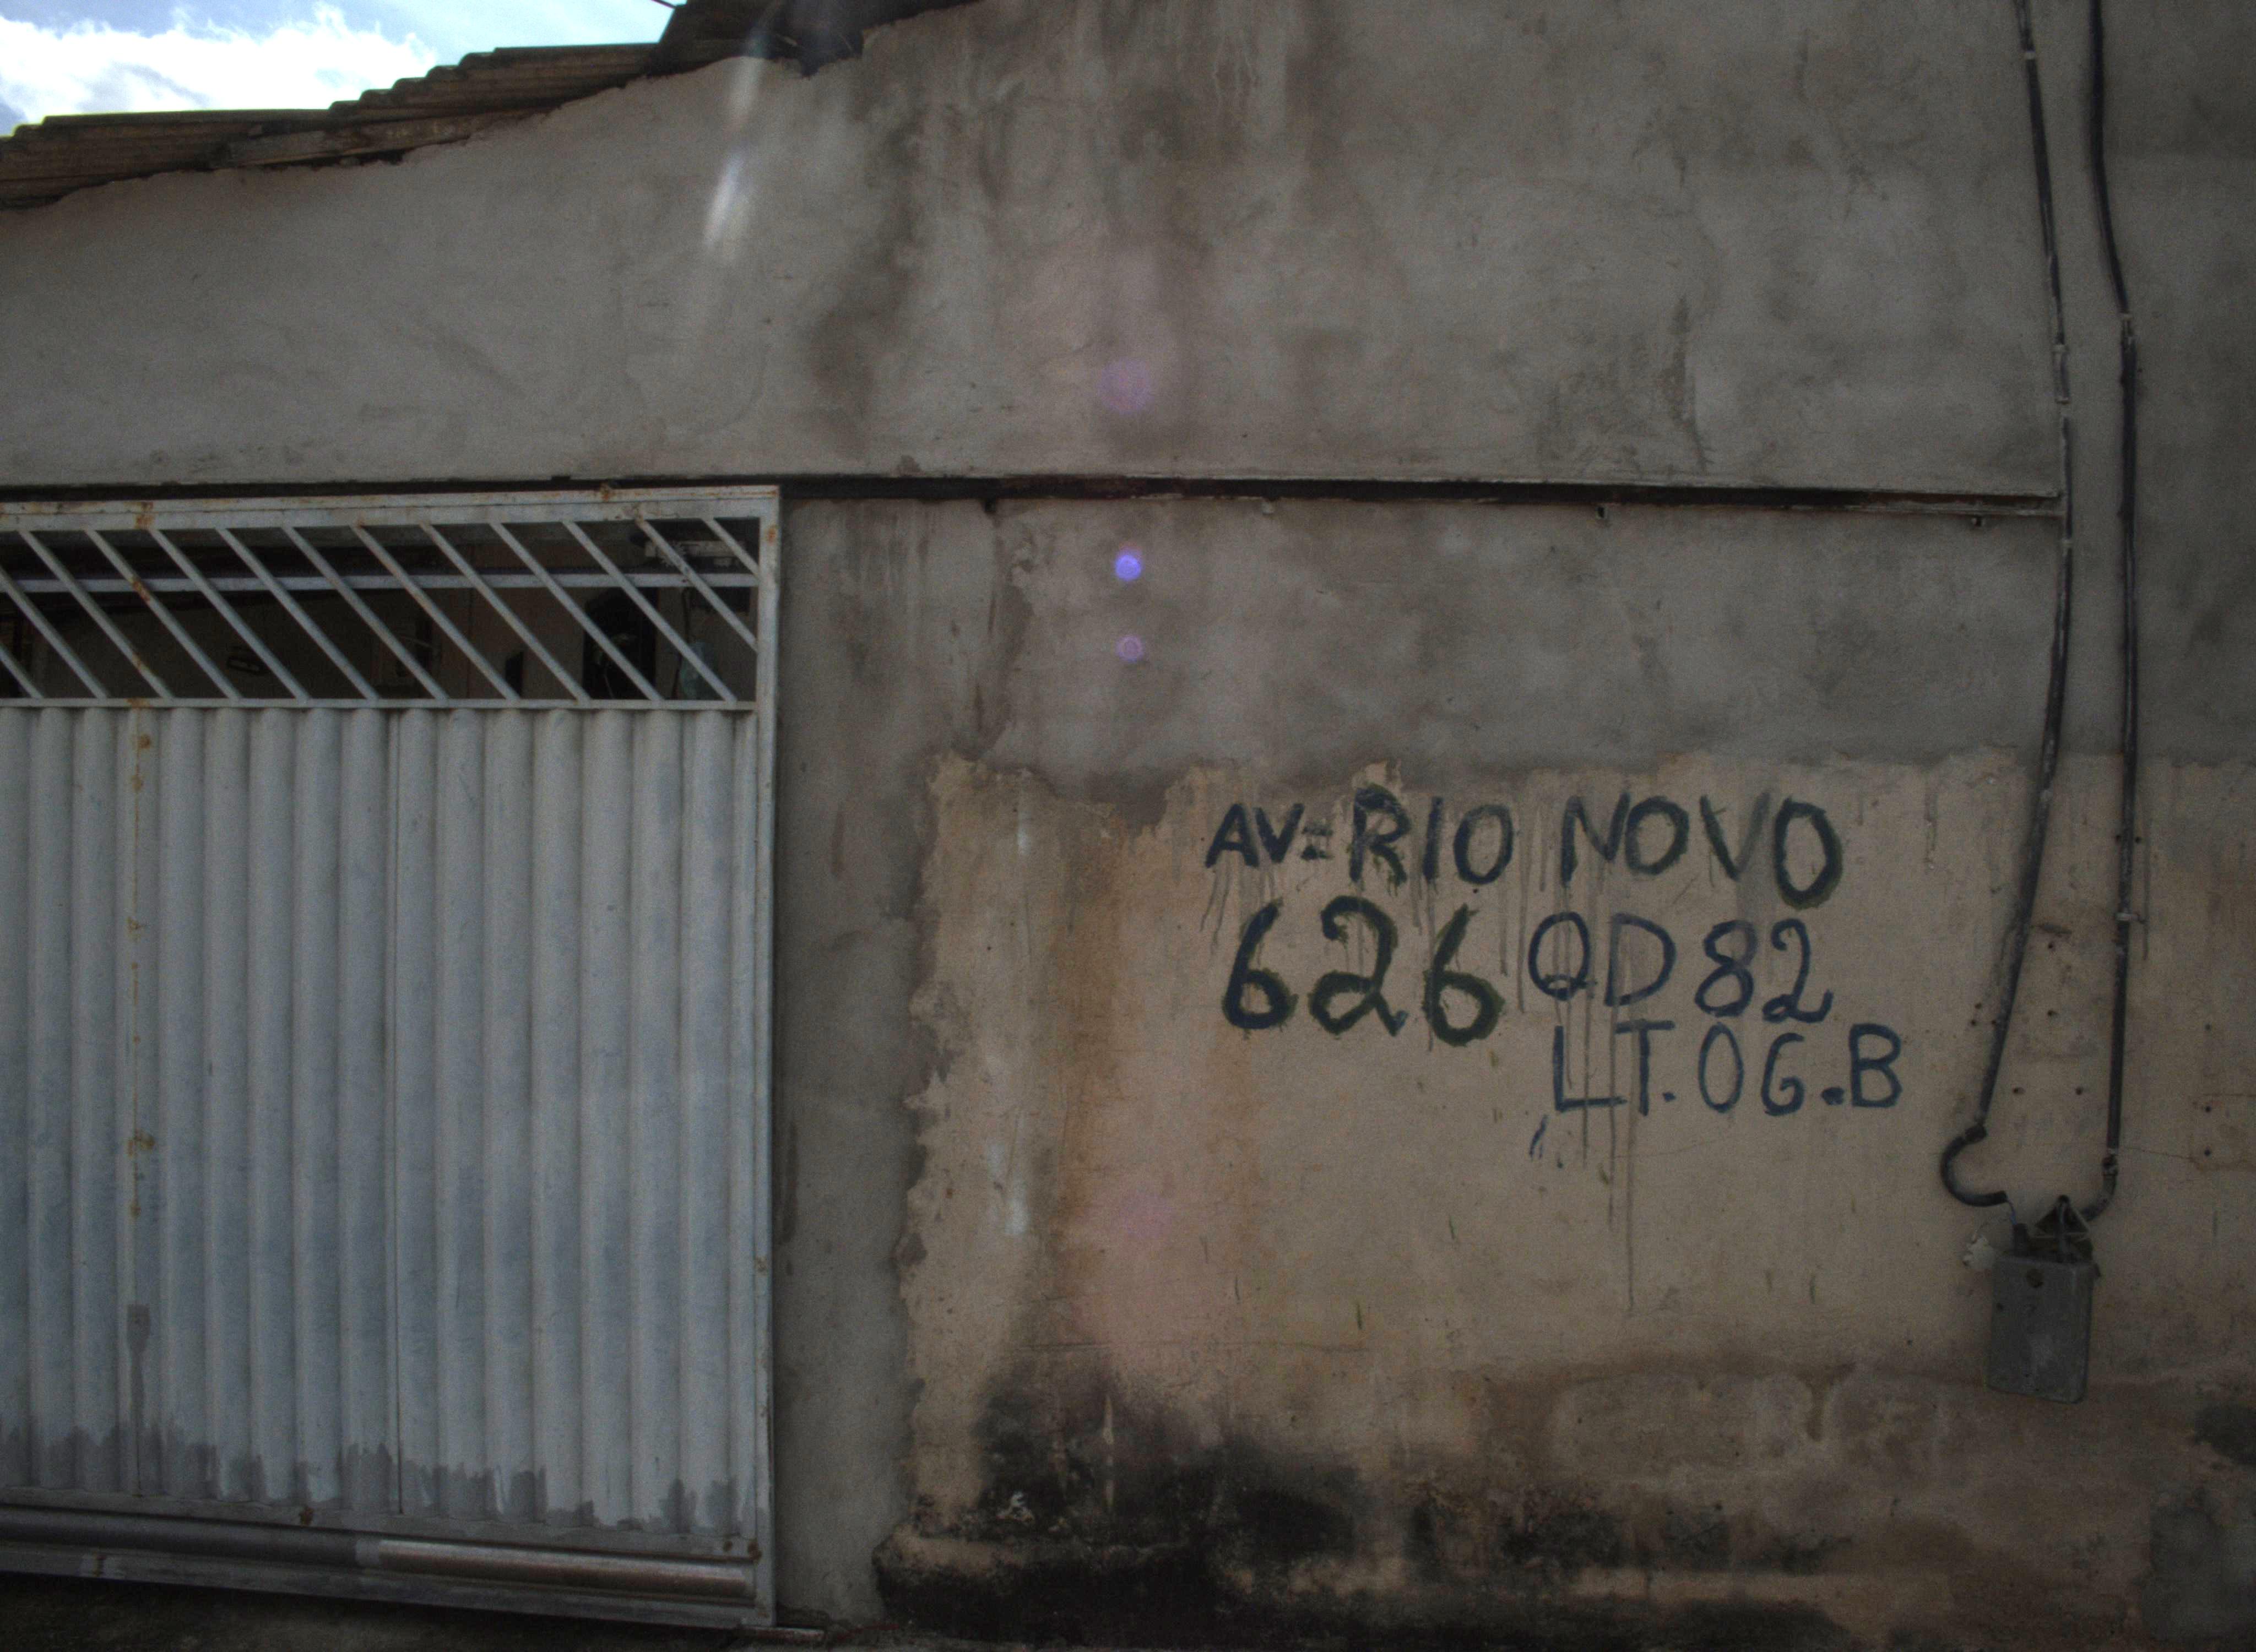 AV= RIO NOVO
626 QD 82
LT. 06.B